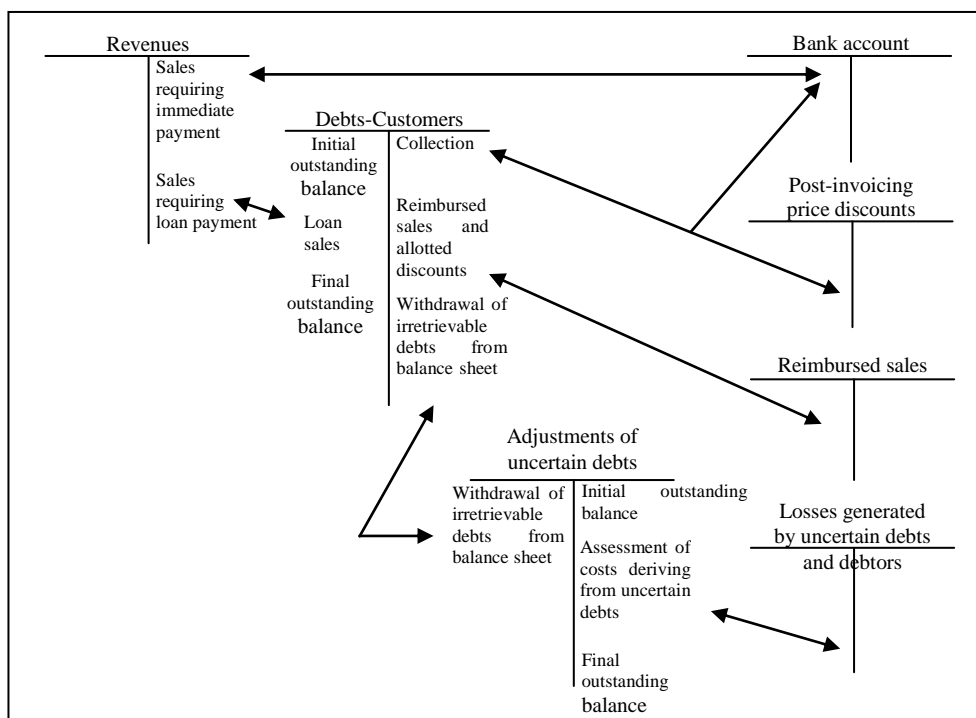 Revenues
Sales
requiring
immediate
payment
Sales
requiring
loan payment
Debts-Customers
Initial
outstanding
balance
Loan
sales
Final
outstanding
balance
Collection
Reimbursed
sales and
allotted
discounts
Withdrawal of
irretrievable
debts from
balance sheet
Bank account
Post-invoicing
price discounts
Reimbursed sales
Adjustments of
uncertain debts
Withdrawal of
irretrievable
debts from
balance sheet
Initial outstanding
balance
Assessment of
costs deriving
from uncertain
debts
Final
outstanding
balance
Losses generated
by uncertain debts
and debtors